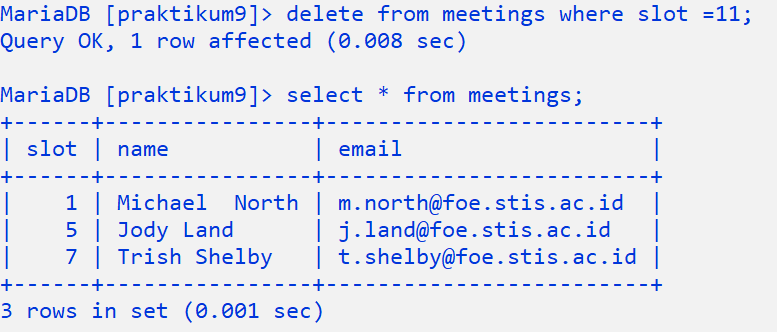 MariaDB [praktikum9]> delete from meetings where slot =11;
Query OK, 1 row affected (0.008 sec)

MariaDB [praktikum9]> select * from meetings;
+------+----------------+-------------------------+
| slot | name           | email                   |
+------+----------------+-------------------------+
|    1 | Michael  North | m.north@foe.stis.ac.id  |
|    5 | Jody Land      | j.land@foe.stis.ac.id   |
|    7 | Trish Shelby   | t.shelby@foe.stis.ac.id |
+------+----------------+-------------------------+
3 rows in set (0.001 sec)